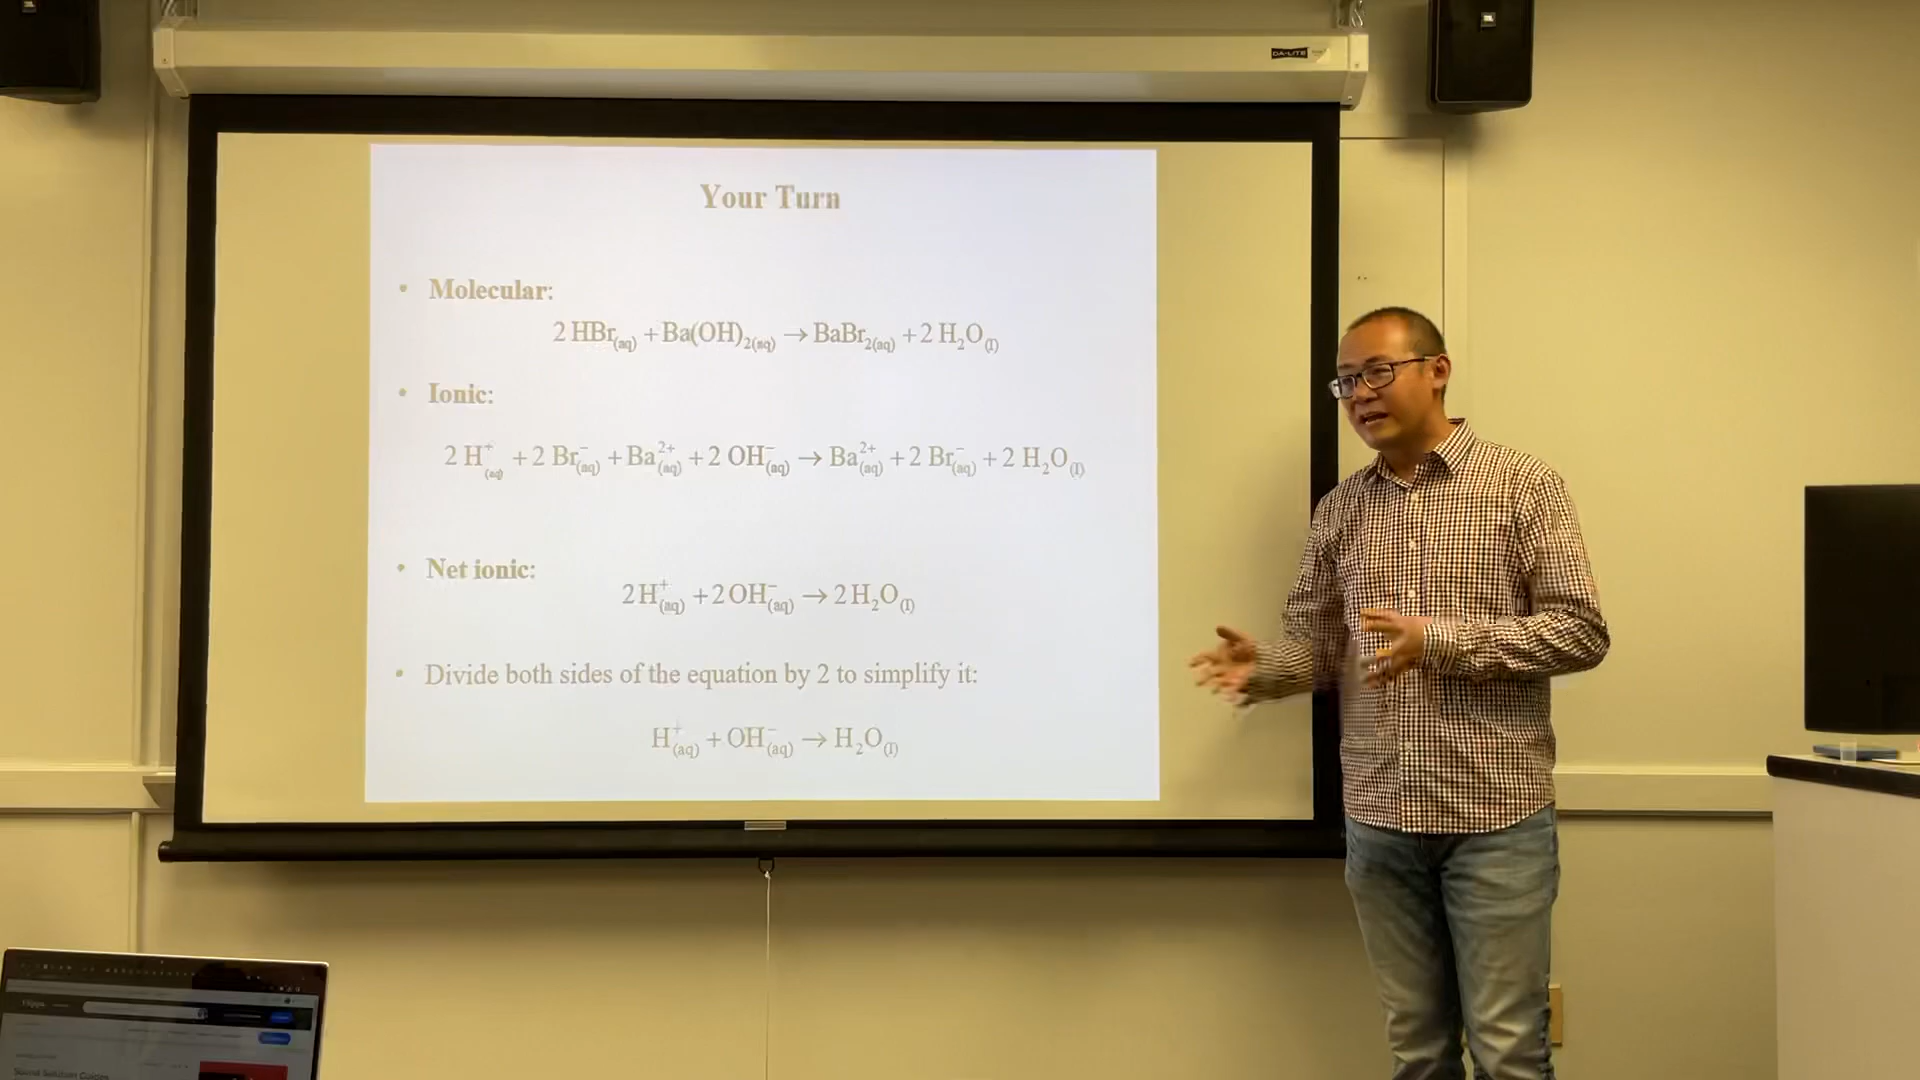 DA-LITE
Your Turn
• Molecular:
2 HBr(aq) + Ba(OH)2(aq) → BaBr2(aq) + 2 H2O(l)
• Ionic:
2 H+(aq) + 2 Br−(aq) + Ba2+(aq) + 2 OH−(aq) → Ba2+(aq) + 2 Br−(aq) + 2 H2O(l)
• Net ionic:
2 H+(aq) + 2 OH−(aq) → 2 H2O(l)
• Divide both sides of the equation by 2 to simplify it:
H+(aq) + OH−(aq) → H2O(l)